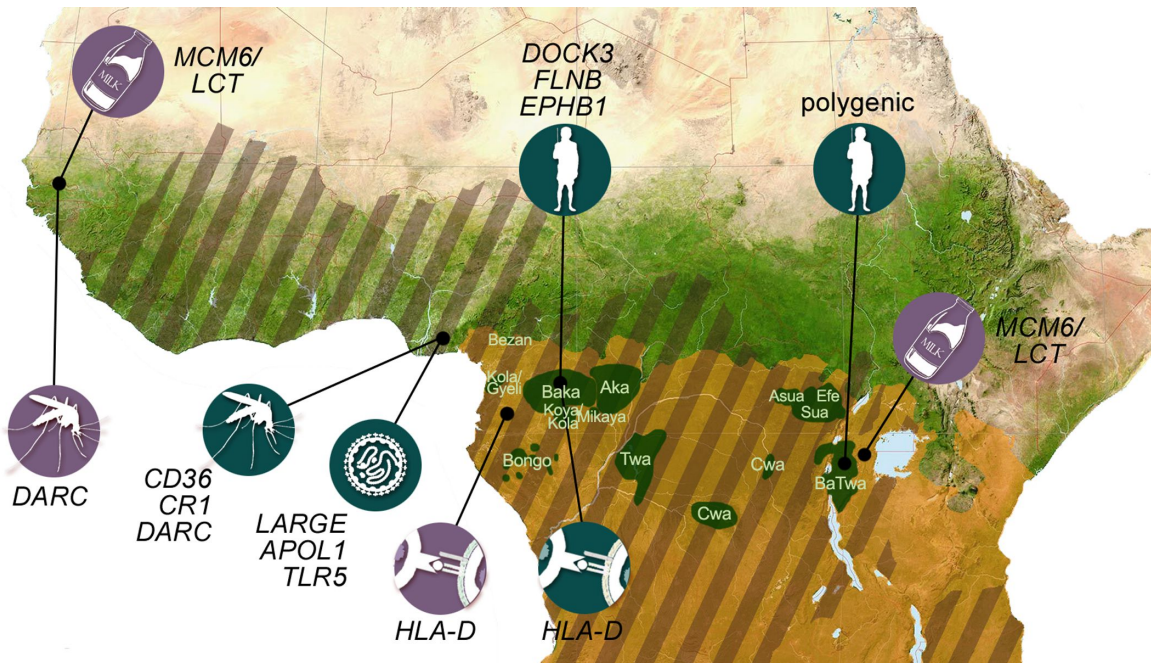 MCM6/
LCT
MILK
DOCK3
FLNB
EPHB1
polygenic
MCM6/
LCT
MILK
Bezan
Kola/
Gyeli
Baka
Aka
Koya/
Kola
Mikaya
Asua
Efe
Sua
Bongo
Twa
Cwa
BaTwa
Cwa
DARC
CD36
CR1
DARC
LARGE
APOL1
TLR5
HLA-D
HLA-D